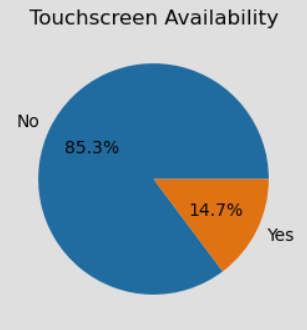 Touchscreen Availability
No
85.3%
14.7%
Yes